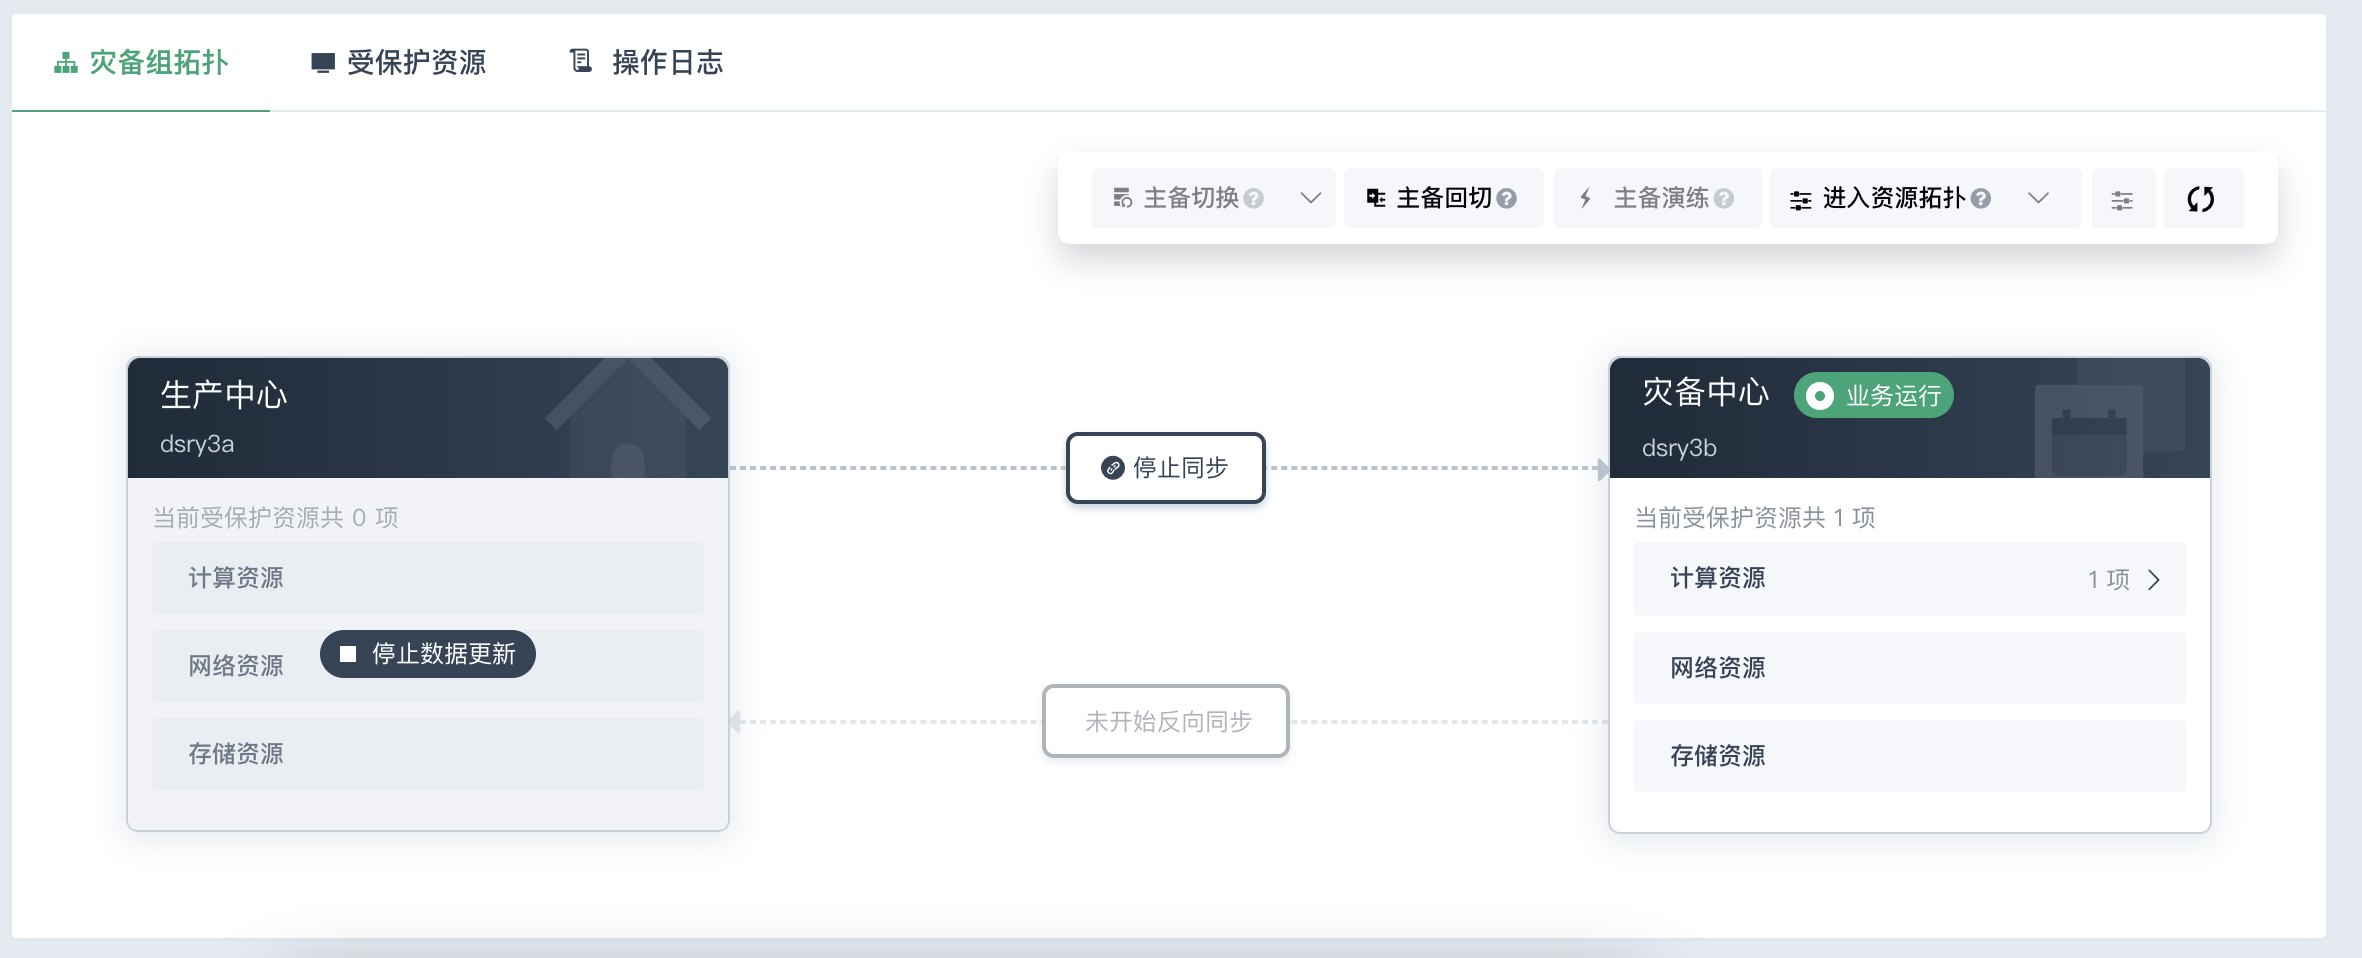 灾备组拓扑
受保护资源
操作日志
主备切换
主备回切
主备演练
进入资源拓扑
生产中心
dsry3a
当前受保护资源共 0 项
计算资源
网络资源
停止数据更新
存储资源
停止同步
未开始反向同步
灾备中心
业务运行
dsry3b
当前受保护资源共 1 项
计算资源
1 项
网络资源
存储资源